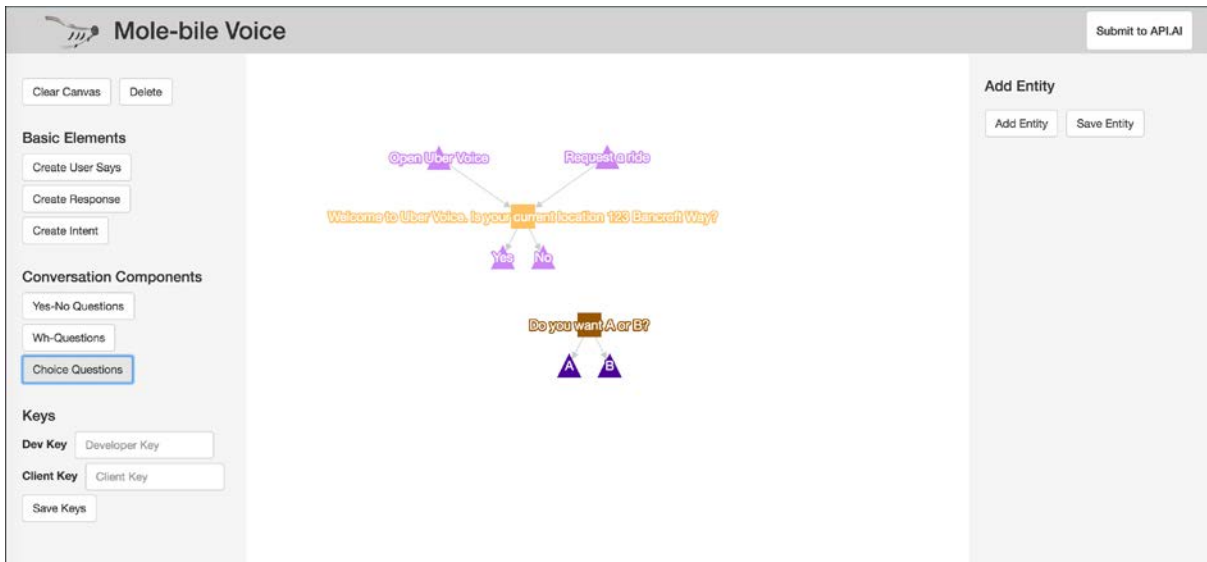 Mole-bile Voice
Submit to API.AI
Clear Canvas
Delete
Basic Elements
Create User Says
Create Response
Create Intent
Conversation Components
Yes-No Questions
Wh-Questions
Choice Questions
Keys
Dev Key
Developer Key
Client Key
Client Key
Save Keys
Open Uber Voice
Request a ride
Welcome to Uber Voice. Is your current location 123 Bancroft Way?
Yes
No
Do you want A or B?
A
B
Add Entity
Add Entity
Save Entity